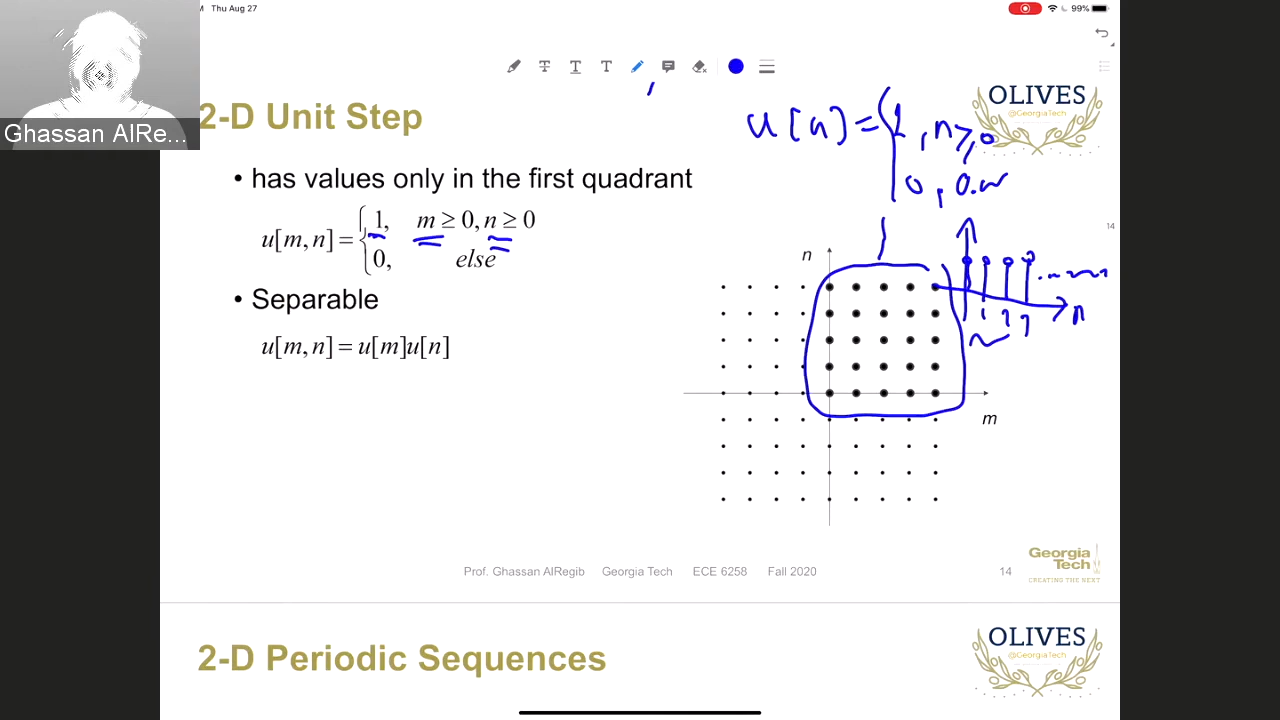 Thu Aug 27
99%
Ghassan AlRe...
2-D Unit Step
OLIVES
@GeorgiaTech
u[n] = { 1, n ≥ 0
0, o.w
• has values only in the first quadrant
u[m,n] = { 1, m ≥ 0, n ≥ 0
0, else
14
n
n
m
• Separable
u[m,n] = u[m]u[n]
Prof. Ghassan AlRegib Georgia Tech ECE 6258 Fall 2020 14
Georgia
Tech
CREATING THE NEXT
2-D Periodic Sequences
OLIVES
@GeorgiaTech